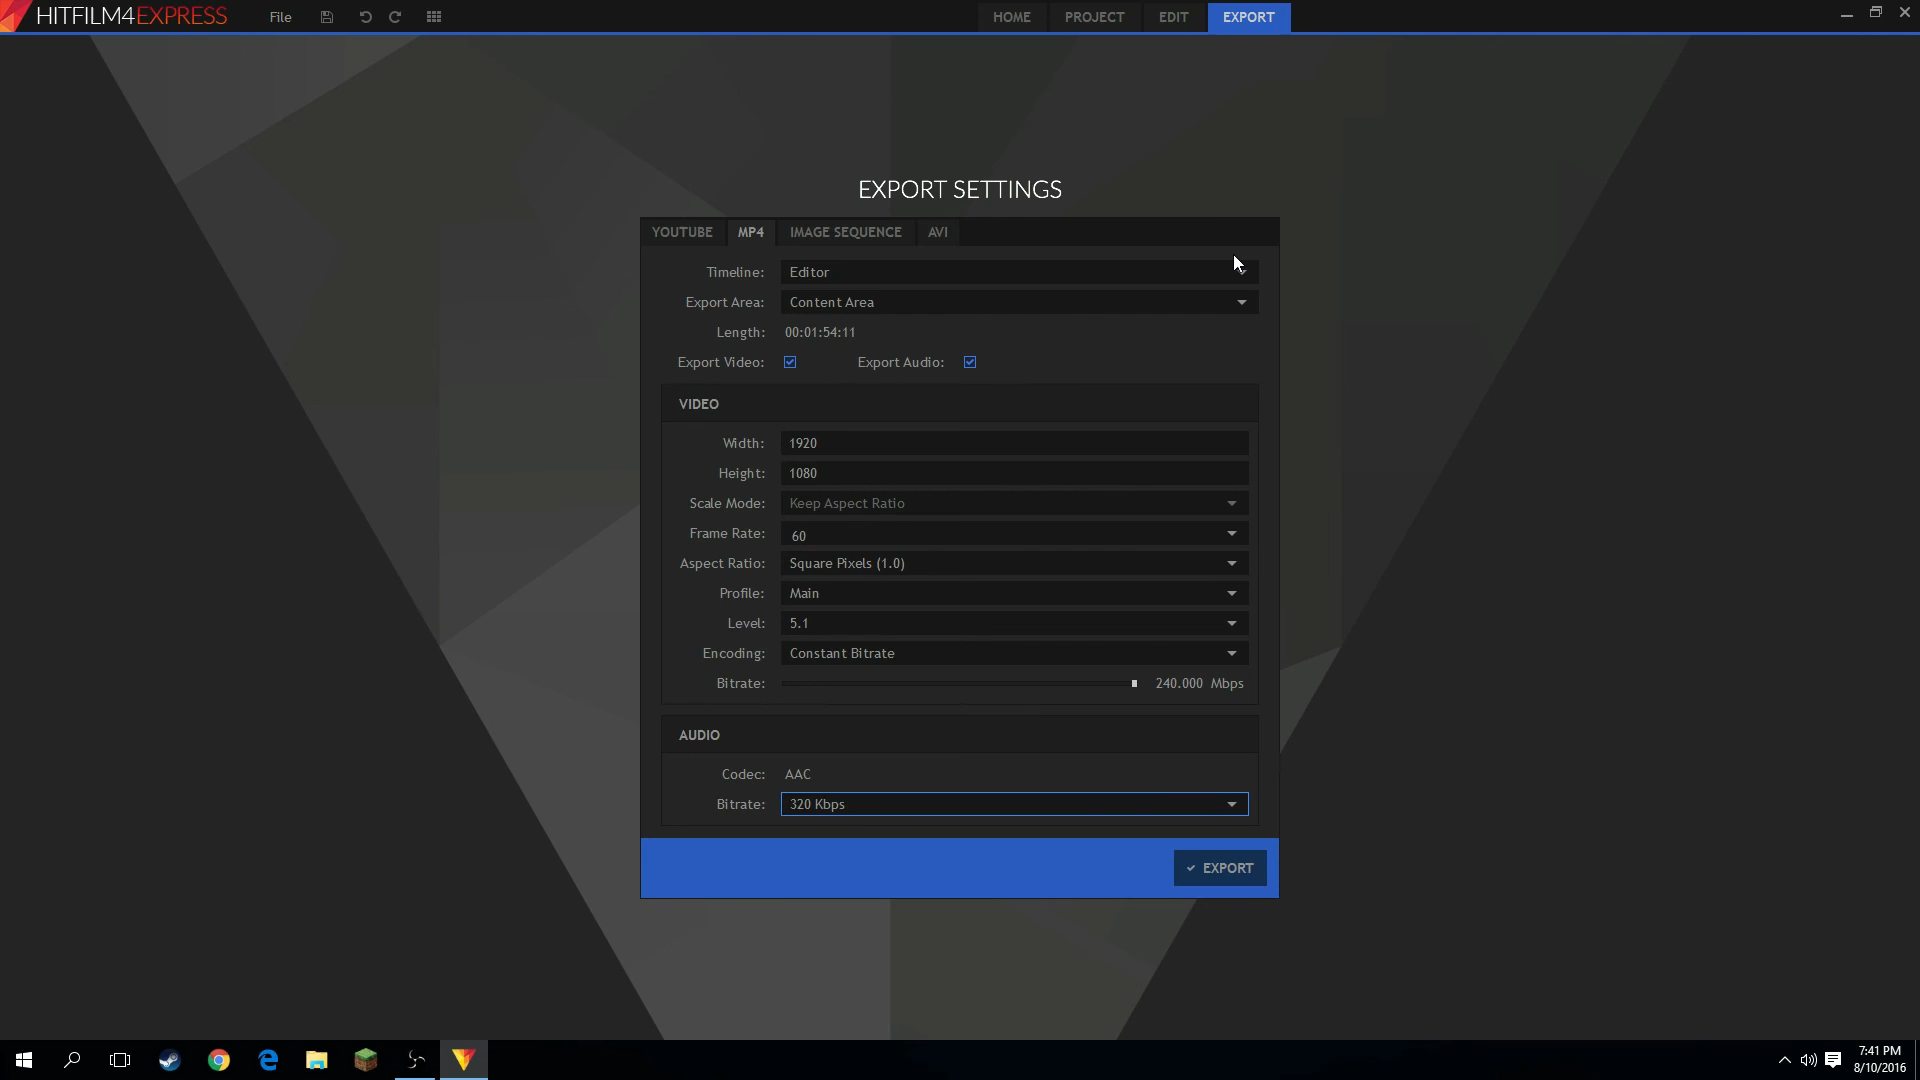 HITFILM4EXPRESS File HOME PROJECT EDIT EXPORT
EXPORT SETTINGS
YOUTUBE MP4 IMAGE SEQUENCE AVI
Timeline: Editor
Export Area: Content Area
Length: 00:01:54:11
Export Video: Export Audio:
VIDEO
Width: 1920
Height: 1080
Scale Mode: Keep Aspect Ratio
Frame Rate: 60
Aspect Ratio: Square Pixels (1.0)
Profile: Main
Level: 5.1
Encoding: Constant Bitrate
Bitrate: 240.000 Mbps
AUDIO
Codec: AAC
Bitrate: 320 Kbps
EXPORT
7:41 PM
8/10/2016